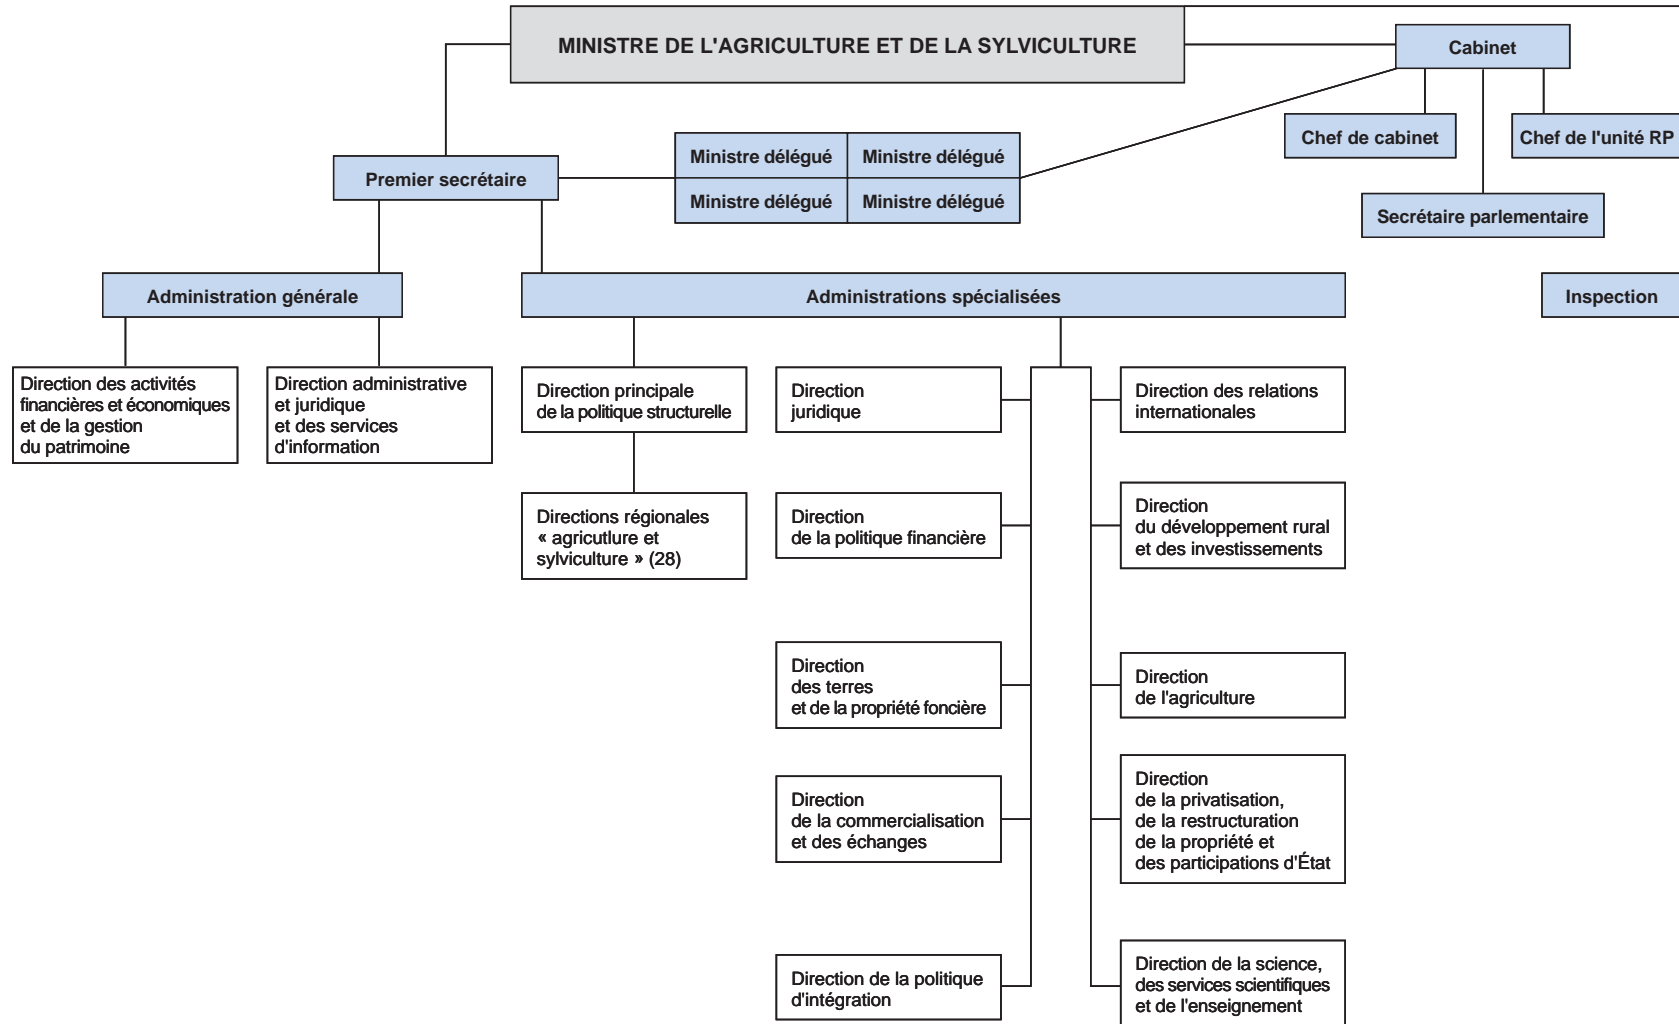 MINISTRE DE L'AGRICULTURE ET DE LA SYLVICULTURE
Cabinet
Chef de cabinet
Chef de l'unité RP
Secrétaire parlementaire
Premier secrétaire
Ministre délégué
Ministre délégué
Ministre délégué
Ministre délégué
Administration générale
Administrations spécialisées
Inspection
Direction des activités
financières et économiques
et de la gestion
du patrimoine
Direction administrative
et juridique
et des services
d'information
Direction principale
de la politique structurelle
Direction
juridique
Direction des relations
internationales
Directions régionales
« agricutlure et
sylviculture » (28)
Direction
de la politique financière
Direction
du développement rural
et des investissements
Direction
des terres
et de la propriété foncière
Direction
de l'agriculture
Direction
de la commercialisation
et des échanges
Direction
de la privatisation,
de la restructuration
de la propriété et
des participations d'État
Direction de la politique
d'intégration
Direction de la science,
des services scientifiques
et de l'enseignement